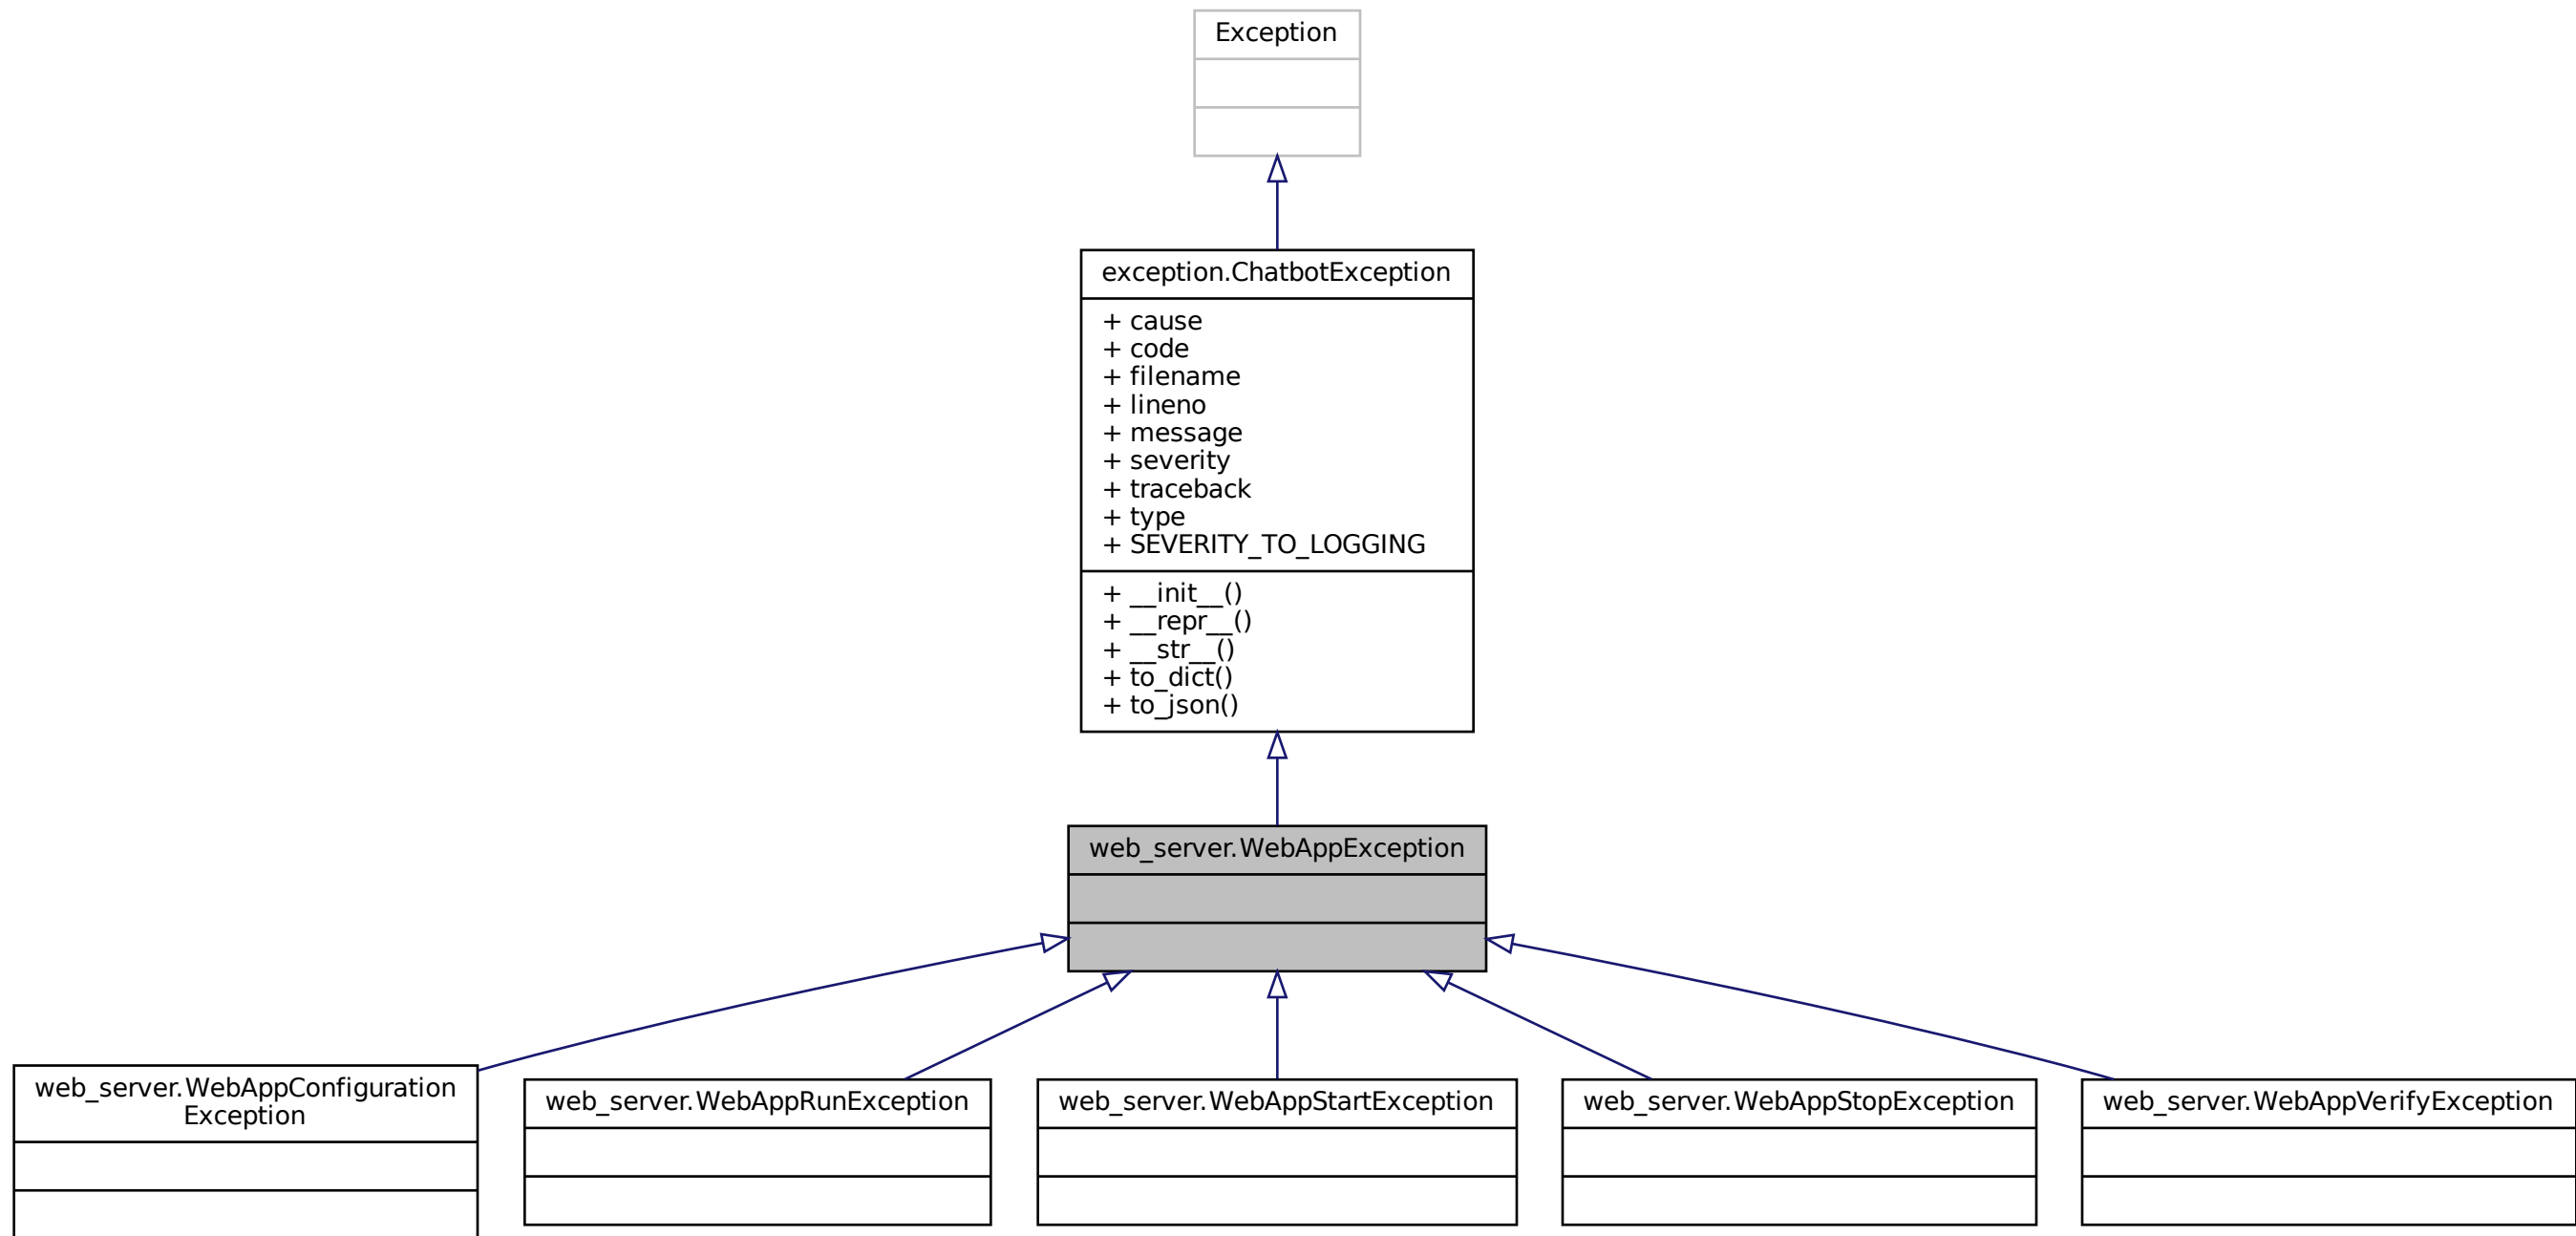 Exception
exception.ChatbotException
+ cause
+ code
+ filename
+ lineno
+ message
+ severity
+ traceback
+ type
+ SEVERITY_TO_LOGGING
+ __init__()
+ __repr__()
+ __str__()
+ to_dict()
+ to_json()
web_server.WebAppException
web_server.WebAppConfiguration
Exception
web_server.WebAppRunException
web_server.WebAppStartException
web_server.WebAppStopException
web_server.WebAppVerifyException